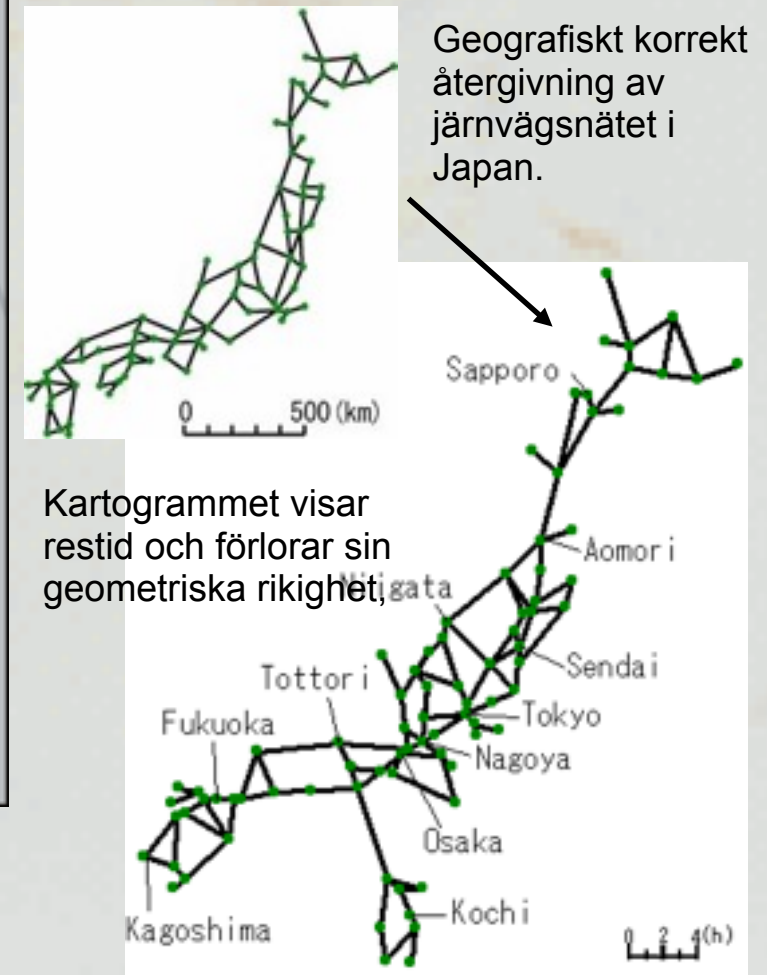 Geografiskt korrekt
återgivning av
järnvägsnätet i
Japan.
0 500 (km)
Kartogrammet visar
restid och förlorar sin
geometriska rikighet,
Sapporo
Aomori
Niigata
Sendai
Tottori
Tokyo
Fukuoka
Nagoya
Osaka
Kochi
Kagoshima
0 2 4(h)